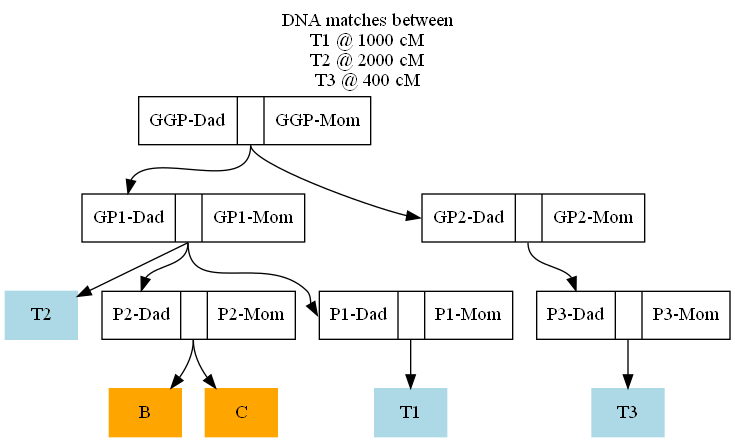 DNA matches between
T1 @ 1000 cM
T2 @ 2000 cM
T3 @ 400 cM
GGP-Dad GGP-Mom
GP1-Dad GP1-Mom GP2-Dad GP2-Mom
T2 P2-Dad P2-Mom P1-Dad P1-Mom P3-Dad P3-Mom
B C T1 T3